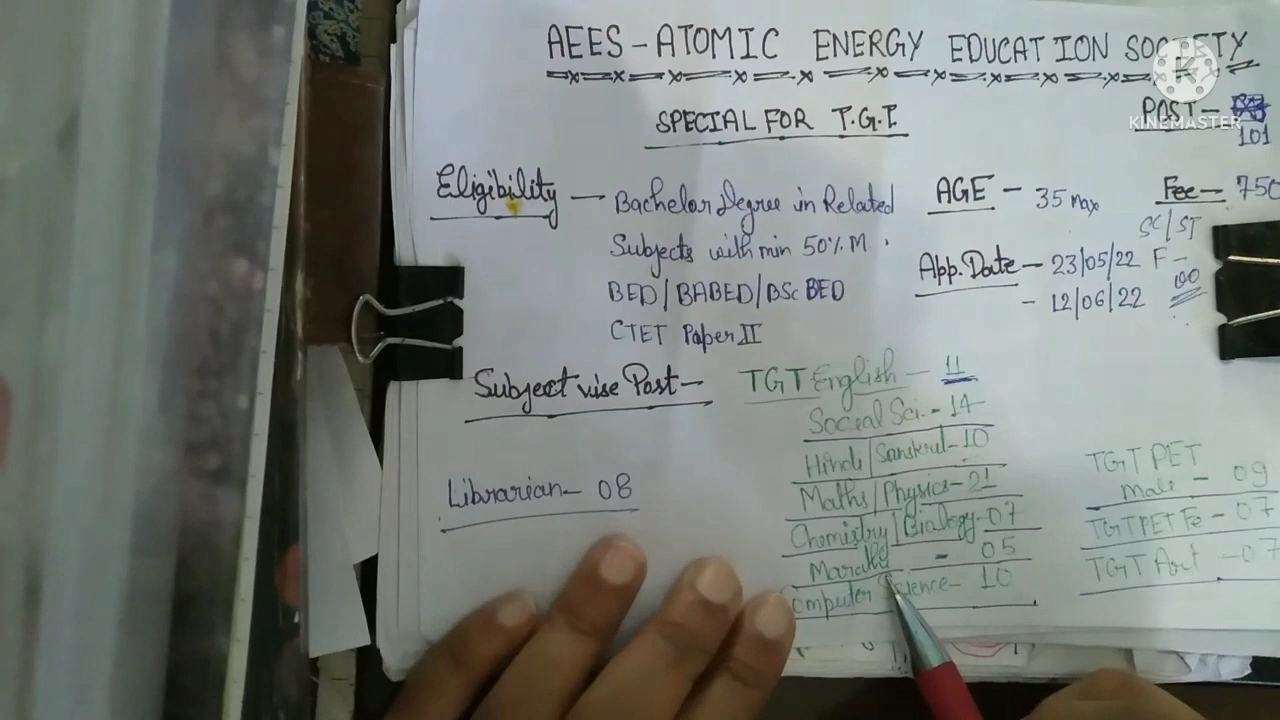 AEES - ATOMIC ENERGY EDUCATION SOCIETY
SPECIAL FOR T.G.T.
POST -
101
KINEMASTER
Eligibility — Bachelor Degree in Related
Subjects with min 50% M.
BED/BABED/BSc BED
CTET Paper II
AGE - 35 max
Fee - 750
SC/ST
F -
00
App. Date - 23/05/22
- 12/06/22
Subject wise Post -
TGT English - 11
Social Sci. - 14
Hindi/Sanskrit - 10
Maths/Physics - 21
Chemistry/Biology - 07
Marathi - 05
omputer Science - 10
Librarian - 08
TGT PET
Male - 09
TGT PET Fe - 07
TGT Art - 07